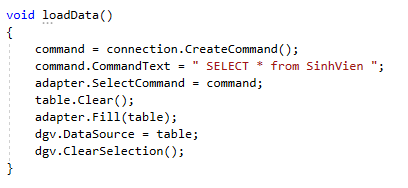 void loadData()
{
    command = connection.CreateCommand();
    command.CommandText = " SELECT * from SinhVien ";
    adapter.SelectCommand = command;
    table.Clear();
    adapter.Fill(table);
    dgv.DataSource = table;
    dgv.ClearSelection();
}